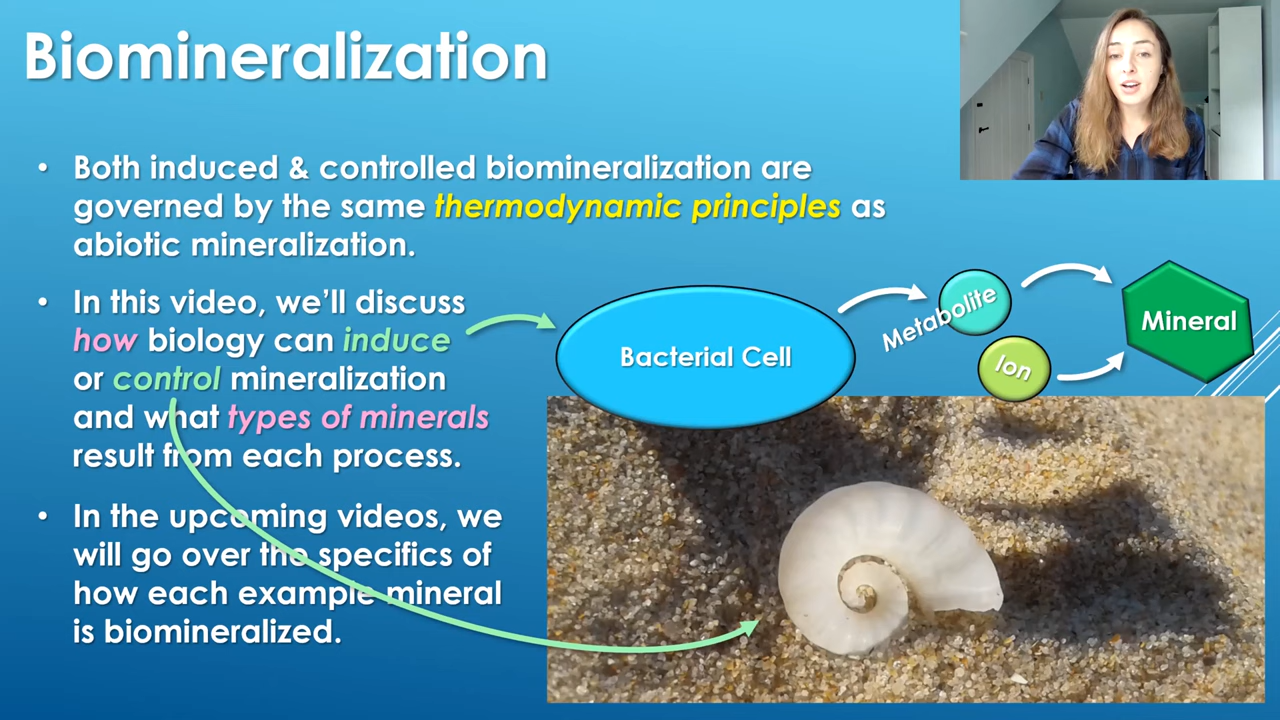 Biomineralization
• Both induced & controlled biomineralization are
governed by the same thermodynamic principles as
abiotic mineralization.
• In this video, we’ll discuss
how biology can induce
or control mineralization
and what types of minerals
result from each process.
• In the upcoming videos, we
will go over the specifics of
how each example mineral
is biomineralized.
Bacterial Cell
Metabolite
Ion
Mineral